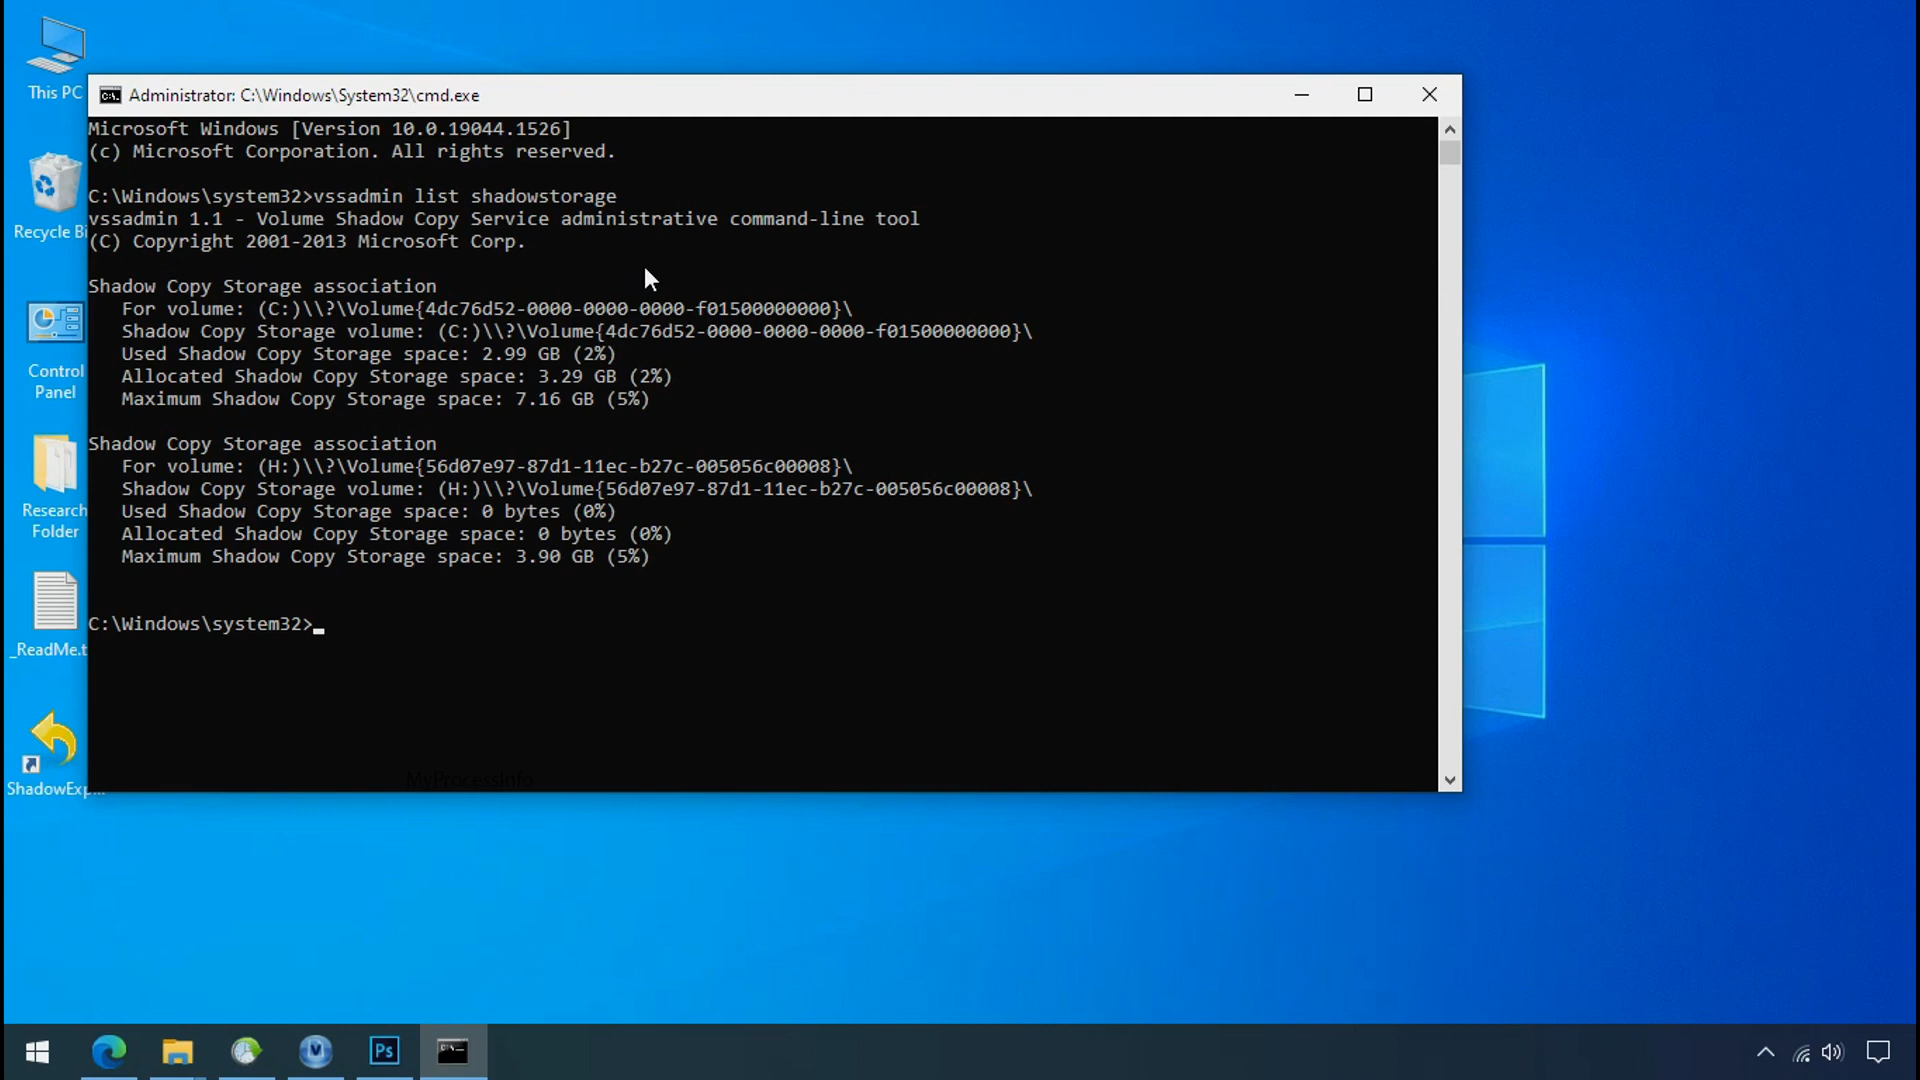 This PC
Recycle Bi
Control
Panel
Research
Folder
_ReadMe.t
ShadowExp...
Administrator: C:\Windows\System32\cmd.exe
Microsoft Windows [Version 10.0.19044.1526]
(c) Microsoft Corporation. All rights reserved.
C:\Windows\system32>vssadmin list shadowstorage
vssadmin 1.1 - Volume Shadow Copy Service administrative command-line tool
(C) Copyright 2001-2013 Microsoft Corp.
Shadow Copy Storage association
For volume: (C:)\\?\Volume{4dc76d52-0000-0000-0000-f01500000000}\
Shadow Copy Storage volume: (C:)\\?\Volume{4dc76d52-0000-0000-0000-f01500000000}\
Used Shadow Copy Storage space: 2.99 GB (2%)
Allocated Shadow Copy Storage space: 3.29 GB (2%)
Maximum Shadow Copy Storage space: 7.16 GB (5%)
Shadow Copy Storage association
For volume: (H:)\\?\Volume{56d07e97-87d1-11ec-b27c-005056c00008}\
Shadow Copy Storage volume: (H:)\\?\Volume{56d07e97-87d1-11ec-b27c-005056c00008}\
Used Shadow Copy Storage space: 0 bytes (0%)
Allocated Shadow Copy Storage space: 0 bytes (0%)
Maximum Shadow Copy Storage space: 3.90 GB (5%)
C:\Windows\system32>_
MyProcessInfo
Ps